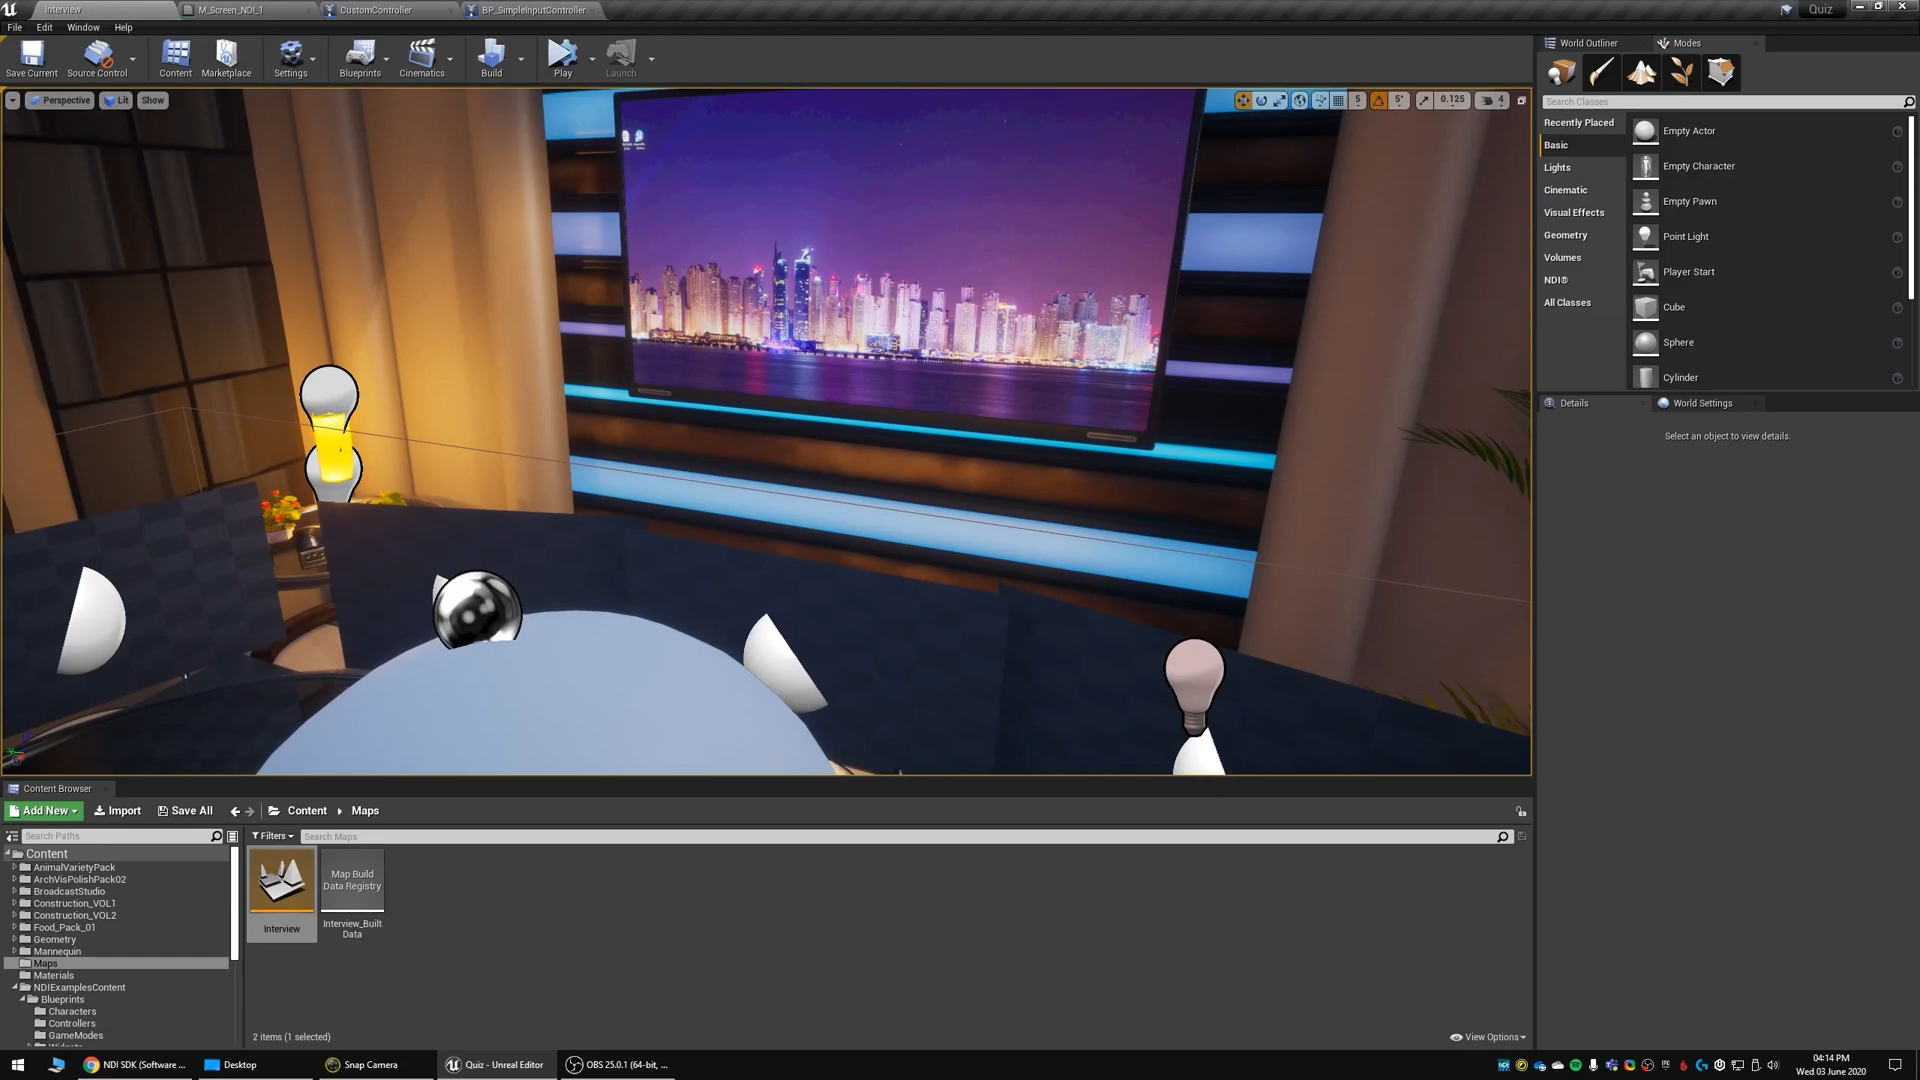 Interview
M_Screen_NDI_1
CustomController
BP_SimpleInputController
Quiz
File Edit Window Help
Save Current
Source Control
Content
Marketplace
Settings
Blueprints
Cinematics
Build
Play
Launch
World Outliner
Modes
Perspective
Lit
Show
5
5°
0.125
4
Search Classes
Recently Placed
Basic
Lights
Cinematic
Visual Effects
Geometry
Volumes
NDI®
All Classes
Empty Actor
Empty Character
Empty Pawn
Point Light
Player Start
Cube
Sphere
Cylinder
Details
World Settings
Select an object to view details.
Content Browser
Add New
Import
Save All
Content
Maps
Search Paths
Filters
Search Maps
Content
AnimalVarietyPack
ArchVisPolishPack02
BroadcastStudio
Construction_VOL1
Construction_VOL2
Food_Pack_01
Geometry
Mannequin
Maps
Materials
NDIExamplesContent
Blueprints
Characters
Controllers
GameModes
Interview
Map Build
Data Registry
Interview_Built
Data
2 items (1 selected)
View Options
NDI SDK (Software ...
Desktop
Snap Camera
Quiz - Unreal Editor
OBS 25.0.1 (64-bit, ...
04:14 PM
Wed 03 June 2020